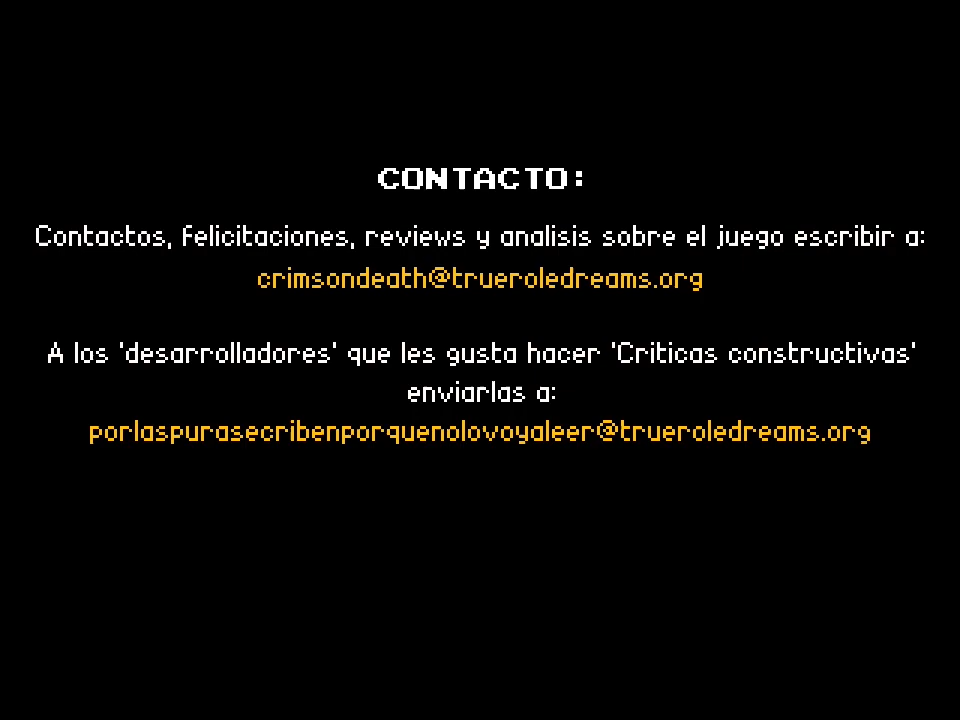 CONTACTO:
Contactos, felicitaciones, reviews y analisis sobre el juego escribir a:
crimsondeath@trueroledreams.org
A los 'desarrolladores' que les gusta hacer 'Criticas constructivas'
enviarlas a:
porlaspurasecribenporquenolovoyaleer@trueroledreams.org